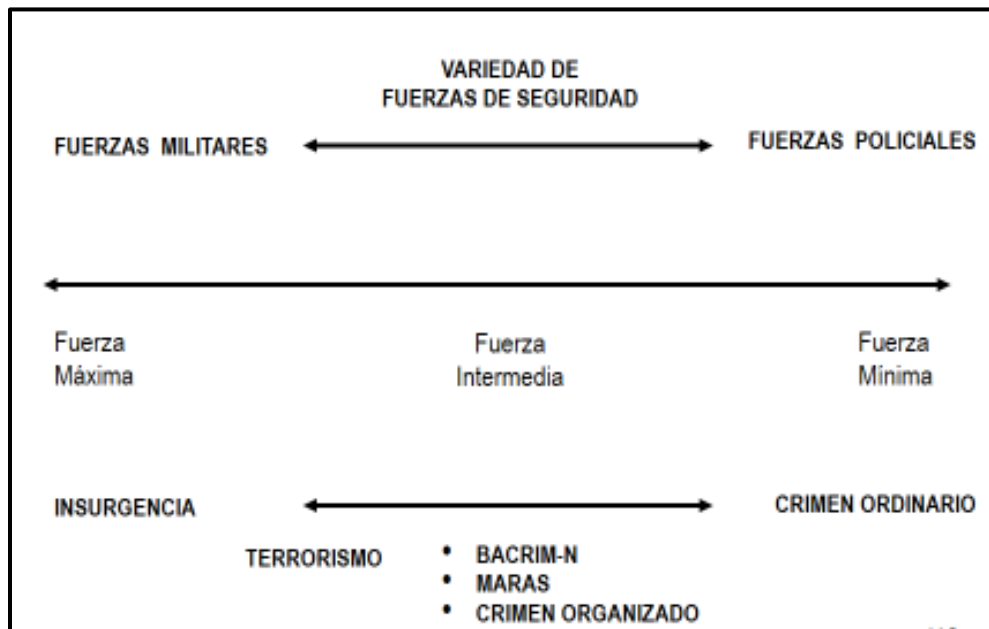 VARIEDAD DE
FUERZAS DE SEGURIDAD
FUERZAS MILITARES
FUERZAS POLICIALES
Fuerza
Máxima
Fuerza
Intermedia
Fuerza
Mínima
INSURGENCIA
CRIMEN ORDINARIO
TERRORISMO
• BACRIM-N
• MARAS
• CRIMEN ORGANIZADO